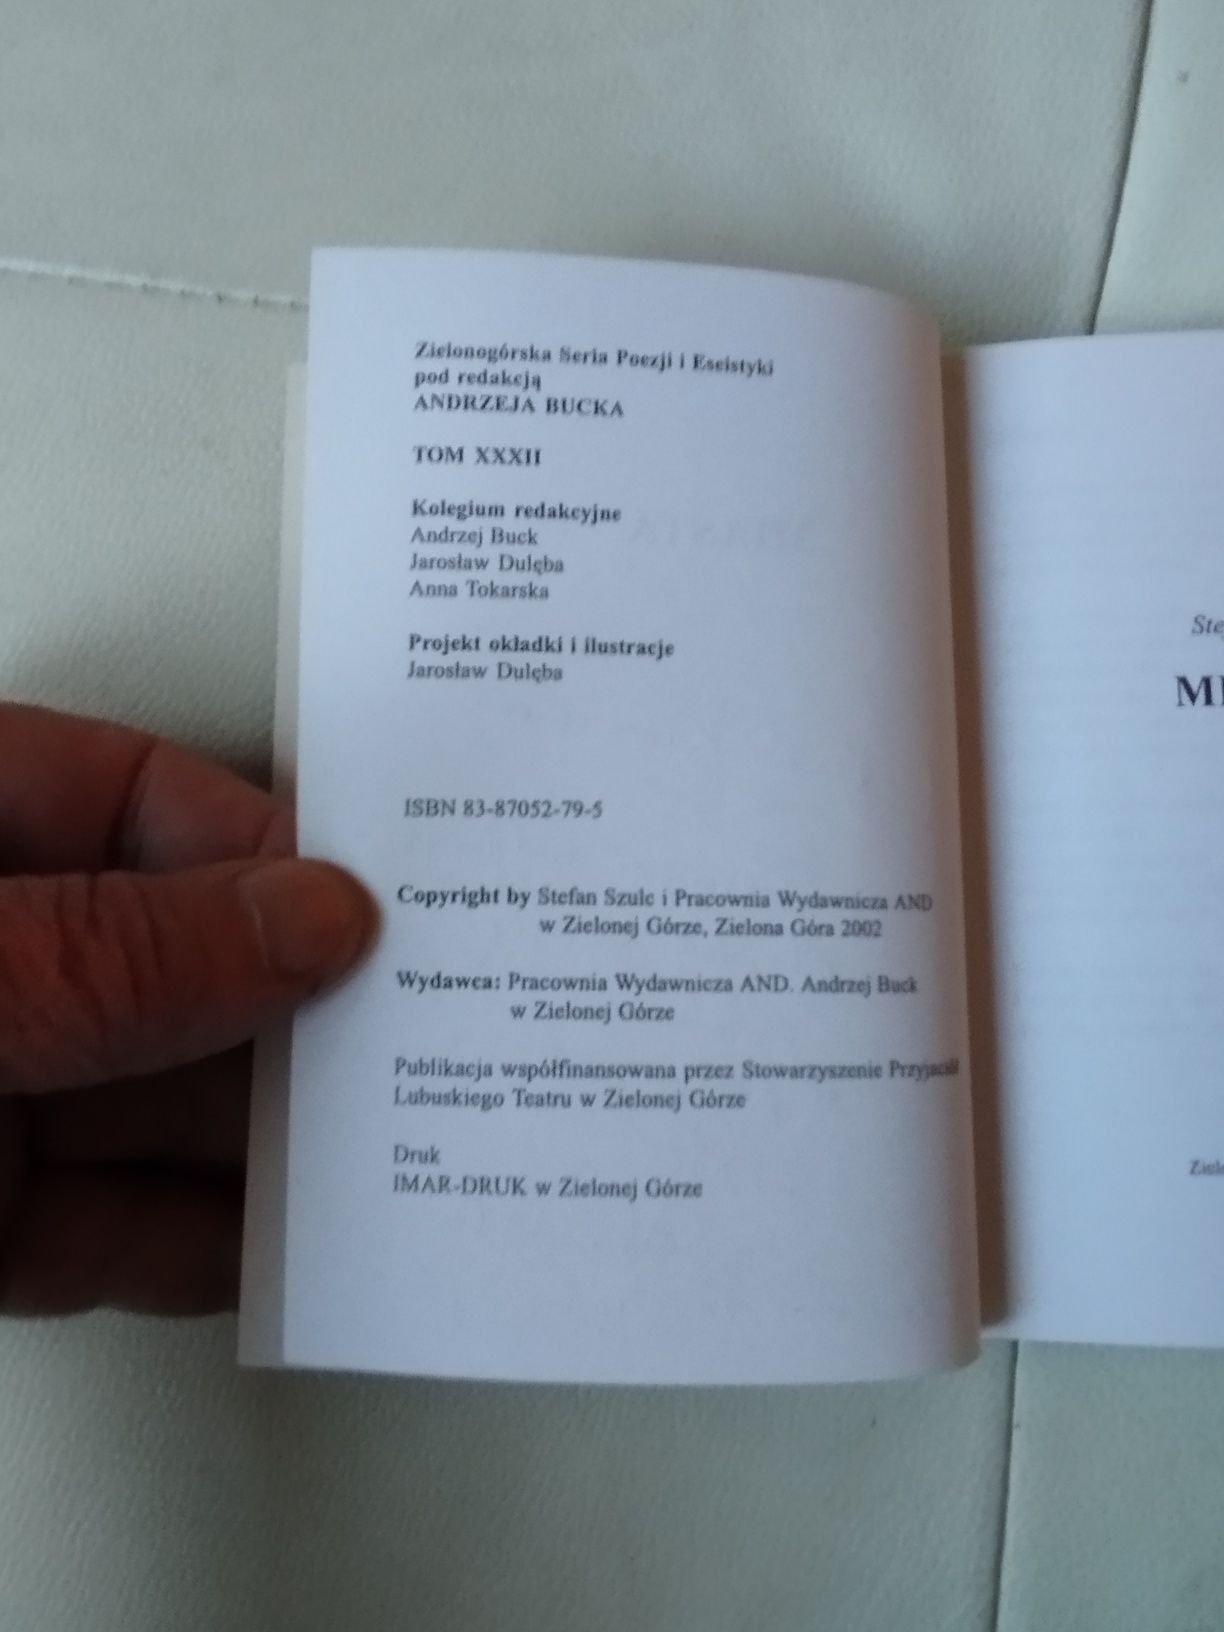 Zielonogórska Seria Poezji i Eseistyki
pod redakcją
ANDRZEJA BUCKA
TOM XXXII
Kolegium redakcyjne
Andrzej Buck
Jarosław Dulęba
Anna Tokarska
Projekt okładki i ilustracje
Jarosław Dulęba
ISBN 83-87052-79-5
Copyright by Stefan Szulc i Pracownia Wydawnicza AND
w Zielonej Górze, Zielona Góra 2002
Wydawca: Pracownia Wydawnicza AND. Andrzej Buck
w Zielonej Górze
Publikacja współfinansowana przez Stowarzyszenie Przyjaciół
Lubuskiego Teatru w Zielonej Górze
Druk
IMAR-DRUK w Zielonej Górze
Ste